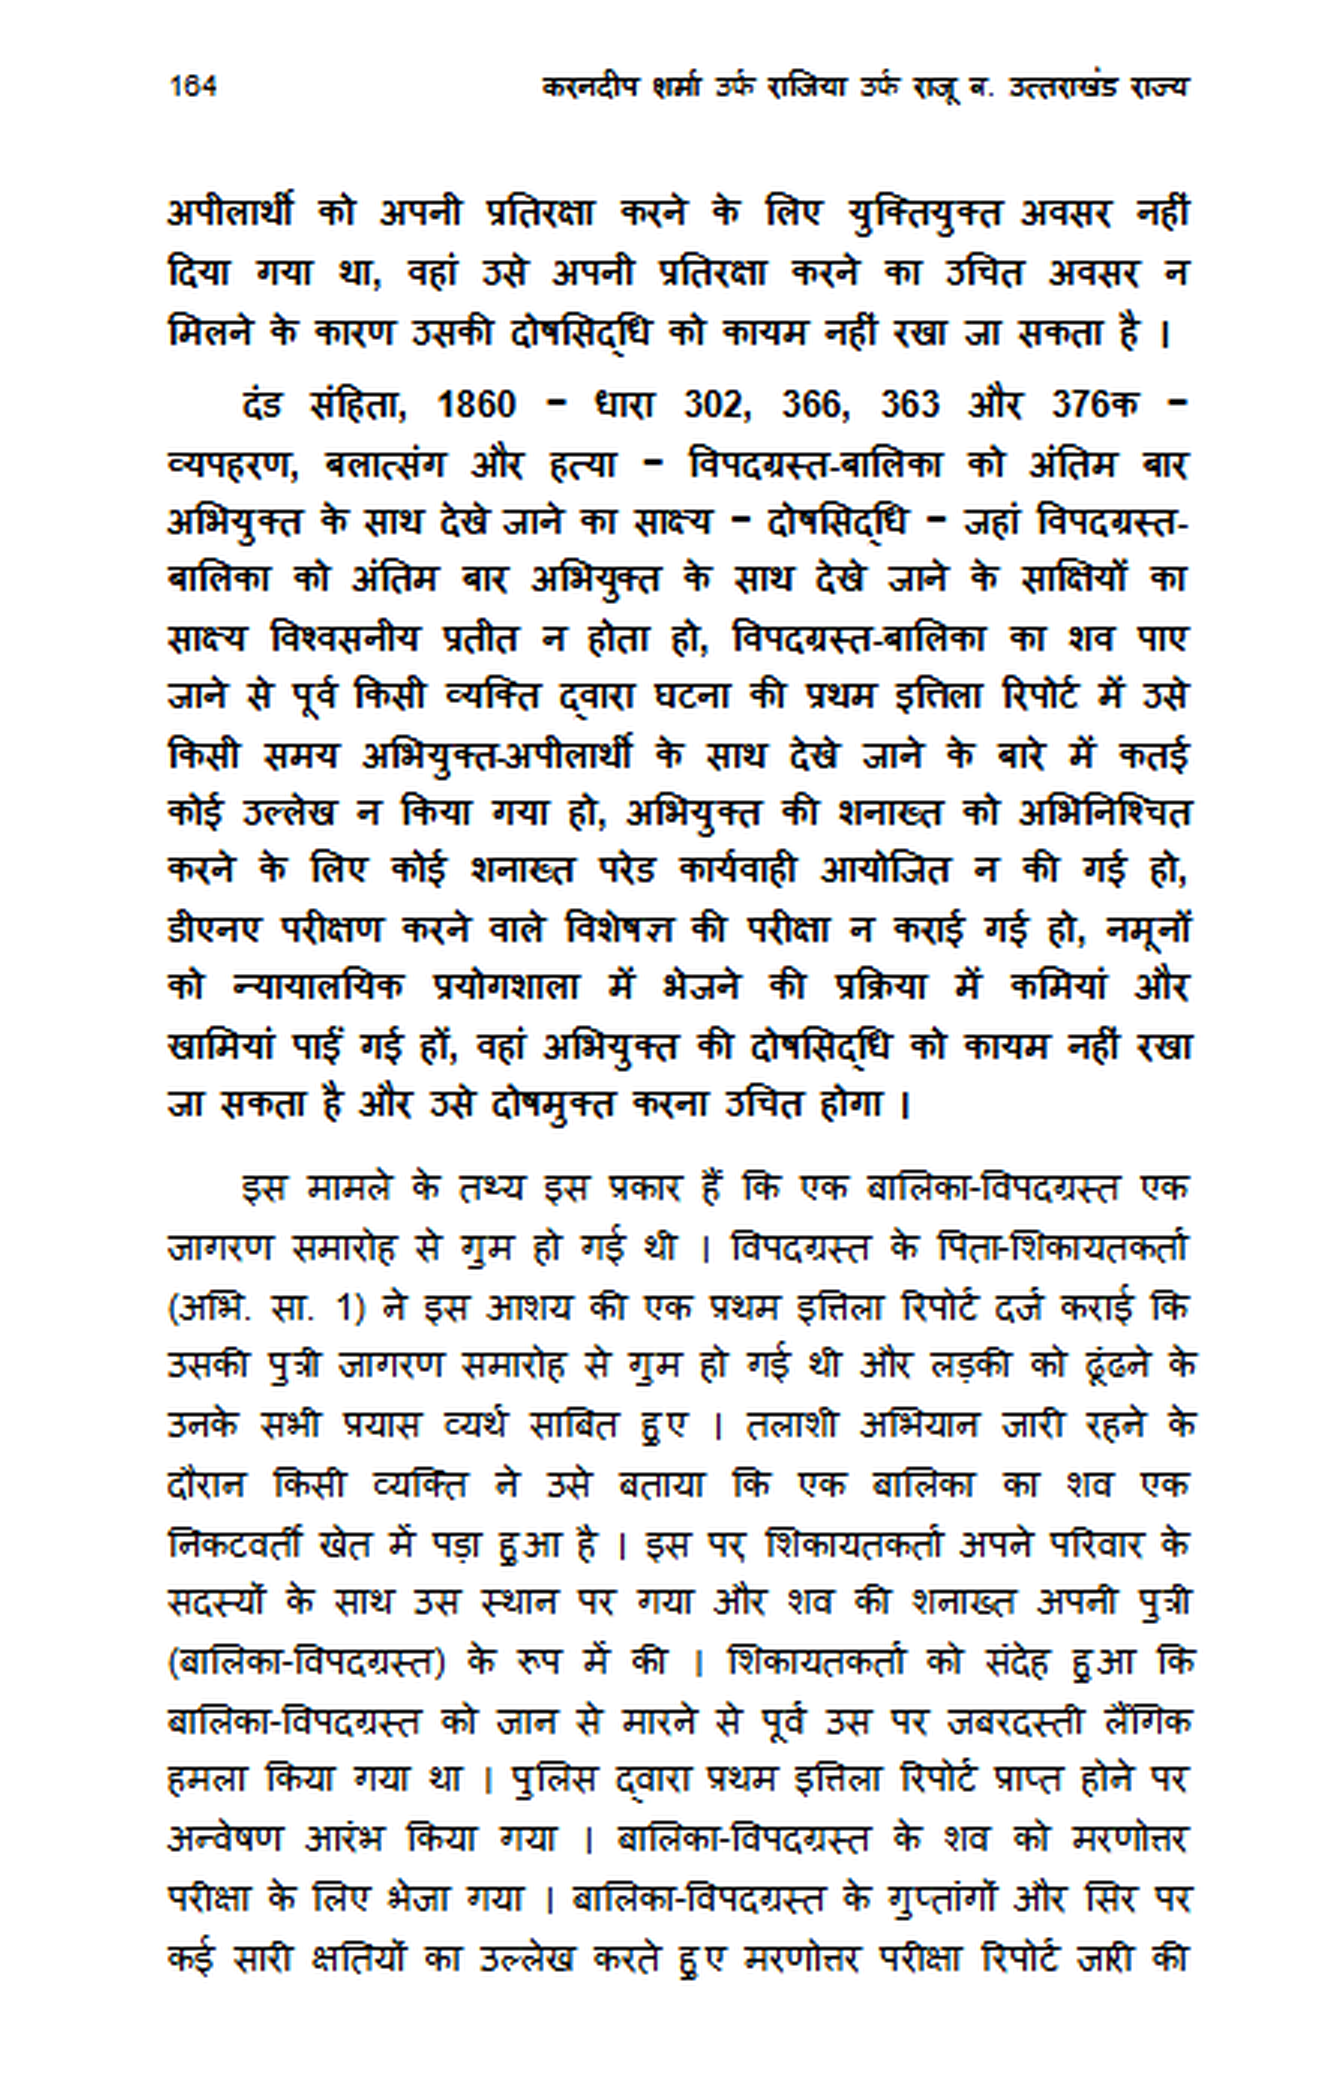 164 करनदीप शर्मा उर्फ राजिया उर्फ राजू ब. उत्तराखंड राज्य
अपीलार्थी को अपनी प्रतिरक्षा करने के लिए युक्तियुक्त अवसर नहीं
दिया गया था, वहां उसे अपनी प्रतिरक्षा करने का उचित अवसर न
मिलने के कारण उसकी दोषसिद्धि को कायम नहीं रखा जा सकता है ।
दंड संहिता, 1860 – धारा 302, 366, 363 और 376क –
व्यपहरण, बलात्संग और हत्या – विपदग्रस्त-बालिका को अंतिम बार
अभियुक्त के साथ देखे जाने का साक्ष्य – दोषसिद्धि – जहां विपदग्रस्त-
बालिका को अंतिम बार अभियुक्त के साथ देखे जाने के साक्षियों का
साक्ष्य विश्वसनीय प्रतीत न होता हो, विपदग्रस्त-बालिका का शव पाए
जाने से पूर्व किसी व्यक्ति द्वारा घटना की प्रथम इत्तिला रिपोर्ट में उसे
किसी समय अभियुक्त-अपीलार्थी के साथ देखे जाने के बारे में कतई
कोई उल्लेख न किया गया हो, अभियुक्त की शनाख्त को अभिनिश्चित
करने के लिए कोई शनाख्त परेड कार्यवाही आयोजित न की गई हो,
डीएनए परीक्षण करने वाले विशेषज्ञ की परीक्षा न कराई गई हो, नमूनों
को न्यायालयिक प्रयोगशाला में भेजने की प्रक्रिया में कमियां और
खामियां पाई गई हों, वहां अभियुक्त की दोषसिद्धि को कायम नहीं रखा
जा सकता है और उसे दोषमुक्त करना उचित होगा ।
इस मामले के तथ्य इस प्रकार हैं कि एक बालिका-विपदग्रस्त एक
जागरण समारोह से गुम हो गई थी । विपदग्रस्त के पिता-शिकायतकर्ता
(अभि. सा. 1) ने इस आशय की एक प्रथम इत्तिला रिपोर्ट दर्ज कराई कि
उसकी पुत्री जागरण समारोह से गुम हो गई थी और लड़की को ढूंढने के
उनके सभी प्रयास व्यर्थ साबित हुए । तलाशी अभियान जारी रहने के
दौरान किसी व्यक्ति ने उसे बताया कि एक बालिका का शव एक
निकटवर्ती खेत में पड़ा हुआ है । इस पर शिकायतकर्ता अपने परिवार के
सदस्यों के साथ उस स्थान पर गया और शव की शनाख्त अपनी पुत्री
(बालिका-विपदग्रस्त) के रूप में की । शिकायतकर्ता को संदेह हुआ कि
बालिका-विपदग्रस्त को जान से मारने से पूर्व उस पर जबरदस्ती लैंगिक
हमला किया गया था । पुलिस द्वारा प्रथम इत्तिला रिपोर्ट प्राप्त होने पर
अन्वेषण आरंभ किया गया । बालिका-विपदग्रस्त के शव को मरणोत्तर
परीक्षा के लिए भेजा गया । बालिका-विपदग्रस्त के गुप्तांगों और सिर पर
कई सारी क्षतियों का उल्लेख करते हुए मरणोत्तर परीक्षा रिपोर्ट जारी की